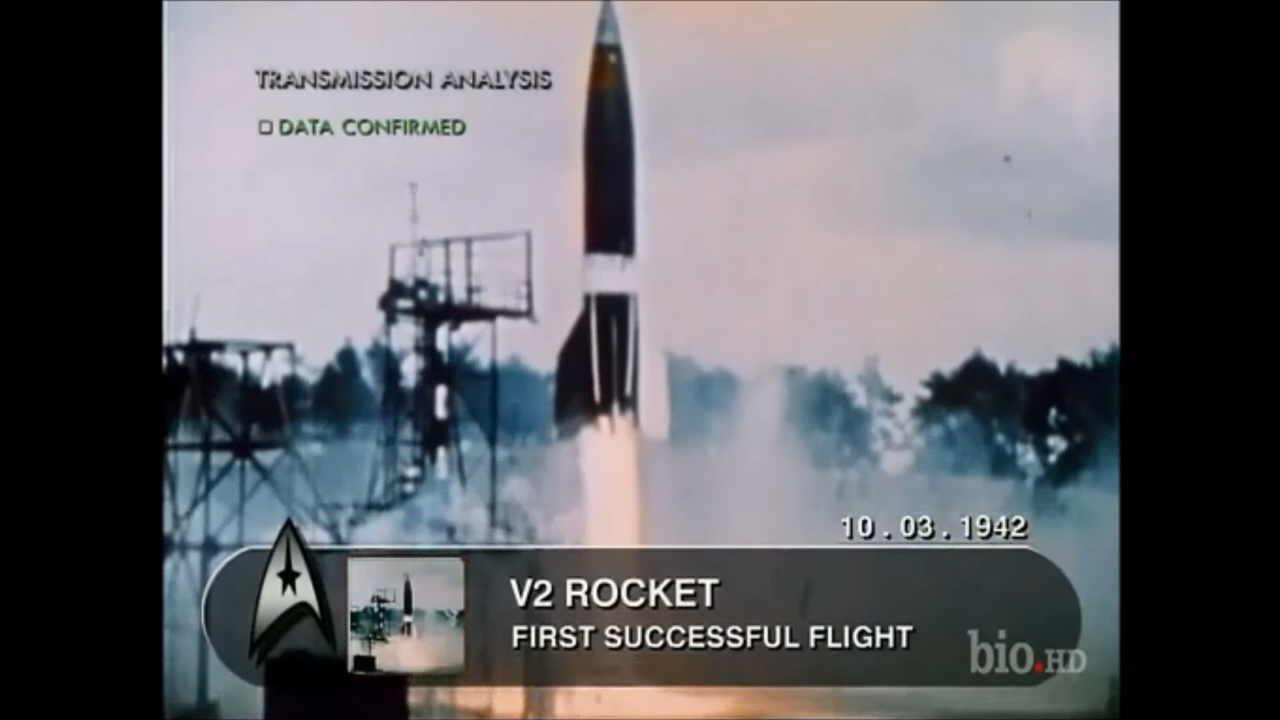 TRANSMISSION ANALYSIS
DATA CONFIRMED
10.03.1942
V2 ROCKET
FIRST SUCCESSFUL FLIGHT
bio.HD